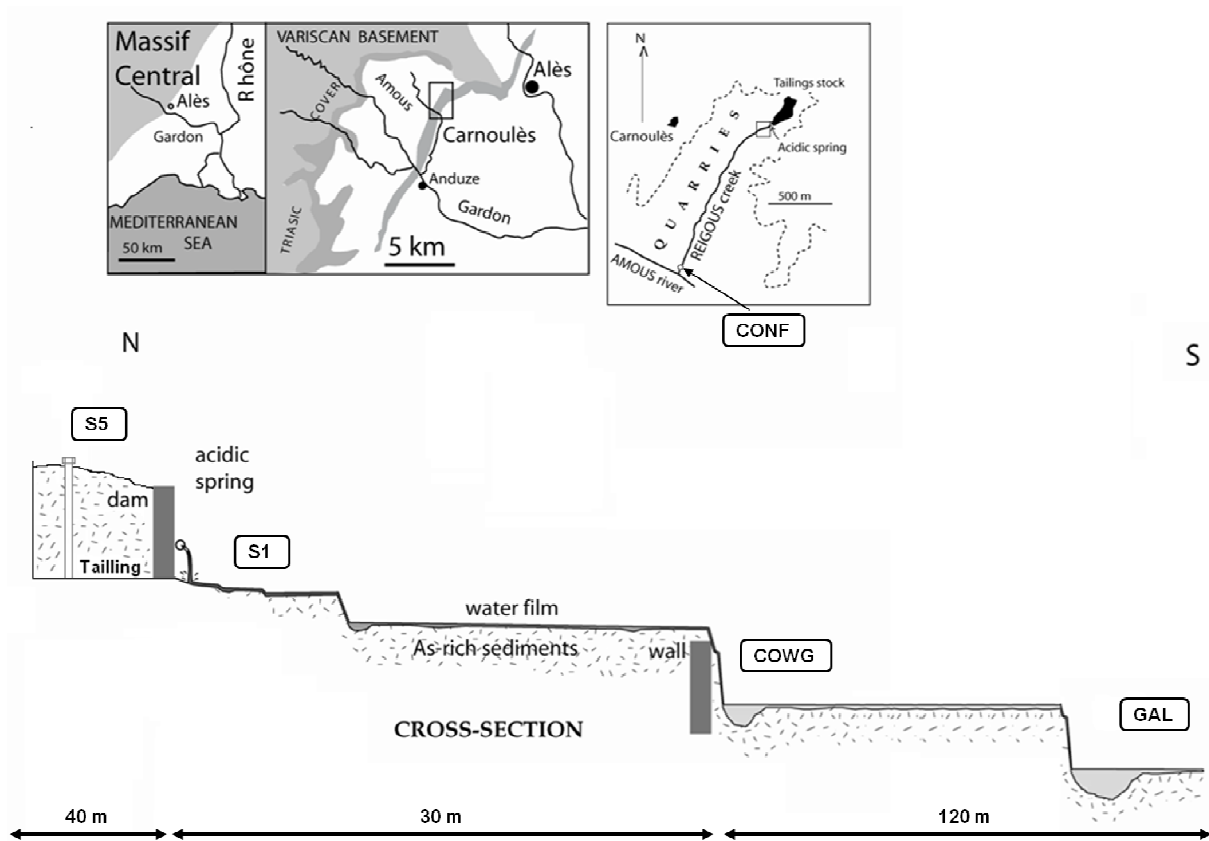 Massif
Central
Alès
Gardon
R hône
MEDITERRANEAN
SEA
50 km
VARISCAN BASEMENT
COVER
TRIASIC
Amous
Alès
Carnoulès
Anduze
Gardon
5 km
N
Tailings stock
Carnoulès
QUARRIES
Acidic spring
REIGOUS creek
500 m
AMOUS river
CONF
N
S
S5
acidic
spring
dam
S1
Tailling
water film
As-rich sediments
wall
COWG
GAL
CROSS-SECTION
40 m
30 m
120 m